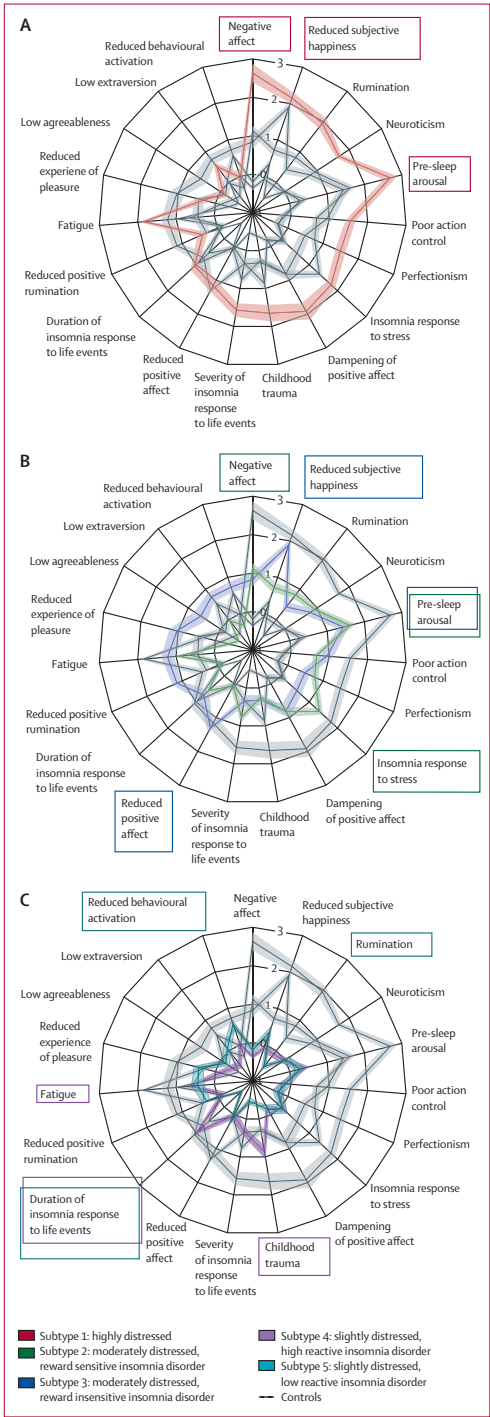 A
Negative
affect
Reduced subjective
happiness
Reduced behavioural
activation
Low extraversion
Rumination
Low agreeableness
Neuroticism
Reduced
experiene of
pleasure
Pre-sleep
arousal
Fatigue
Poor action
control
Reduced positive
rumination
Perfectionism
Duration of
insomnia response
to life events
Insomnia response
to stress
Reduced
positive
affect
Severity of
insomnia
response
to life events
Childhood
trauma
Dampening
of positive affect
3
2
1
0
B
Negative
affect
Reduced subjective
happiness
Reduced behavioural
activation
Low extraversion
Rumination
Low agreeableness
Neuroticism
Reduced
experience of
pleasure
Pre-sleep
arousal
Fatigue
Poor action
control
Reduced positive
rumination
Perfectionism
Duration of
insomnia response
to life events
Insomnia response
to stress
Reduced
positive
affect
Severity
of insomnia
response to
life events
Childhood
trauma
Dampening
of positive affect
3
2
1
0
C
Reduced behavioural
activation
Negative
affect
Reduced subjective
happiness
Low extraversion
Rumination
Low agreeableness
Neuroticism
Reduced
experience
of pleasure
Pre-sleep
arousal
Fatigue
Poor action
control
Reduced positive
rumination
Perfectionism
Duration of
insomnia response
to life events
Insomnia response
to stress
Reduced
positive
affect
Severity
of insomnia
response
to life events
Childhood
trauma
Dampening
of positive affect
3
2
1
0
Subtype 1: highly distressed
Subtype 2: moderately distressed,
reward sensitive insomnia disorder
Subtype 3: moderately distressed,
reward insensitive insomnia disorder
Subtype 4: slightly distressed,
high reactive insomnia disorder
Subtype 5: slightly distressed,
low reactive insomnia disorder
Controls